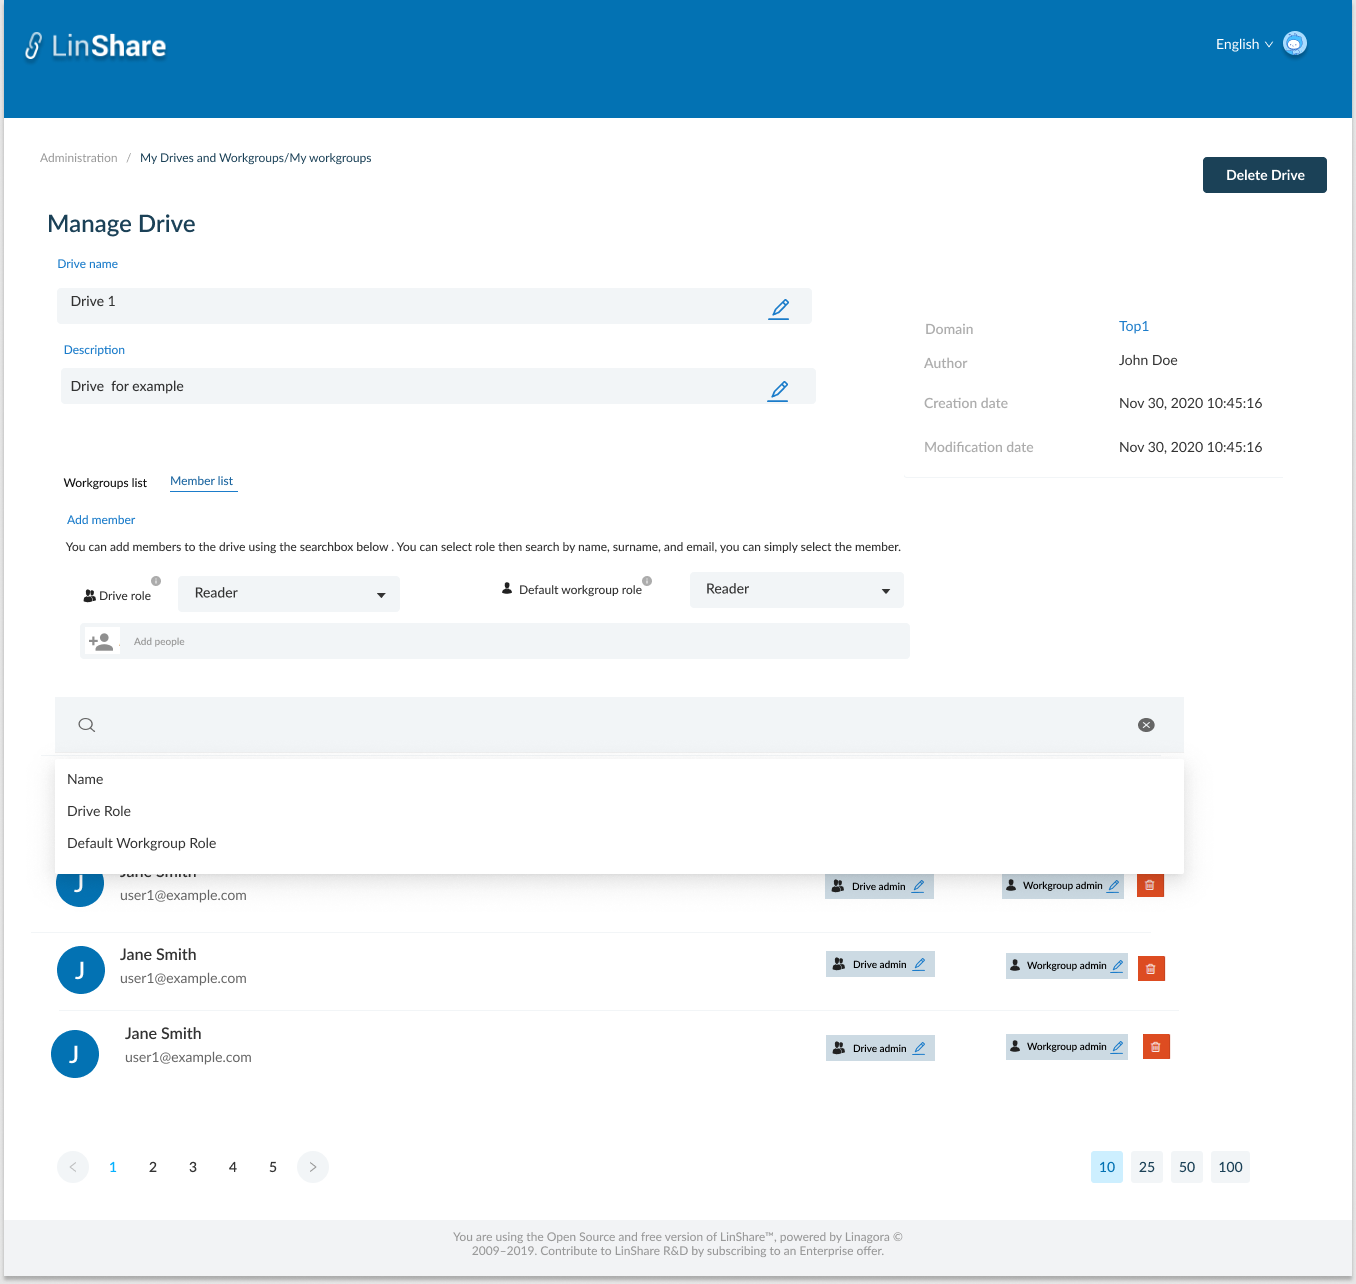 LinShare
English
Administration / My Drives and Workgroups/My workgroups
Delete Drive
Manage Drive
Drive name
Drive 1
Description
Drive  for example
Domain Top1
Author John Doe
Creation date Nov 30, 2020 10:45:16
Modification date Nov 30, 2020 10:45:16
Workgroups list Member list
Add member
You can add members to the drive using the searchbox below . You can select role then search by name, surname, and email, you can simply select the member.
Drive role Reader Default workgroup role Reader
Add people
Name
Drive Role
Default Workgroup Role
J Jane Smith Drive admin Workgroup admin
user1@example.com
Jane Smith
J Drive admin Workgroup admin
user1@example.com
Jane Smith
J Drive admin Workgroup admin
user1@example.com
< 1 2 3 4 5 > 10 25 50 100
You are using the Open Source and free version of LinShare™, powered by Linagora ©
2009–2019. Contribute to LinShare R&D by subscribing to an Enterprise offer.